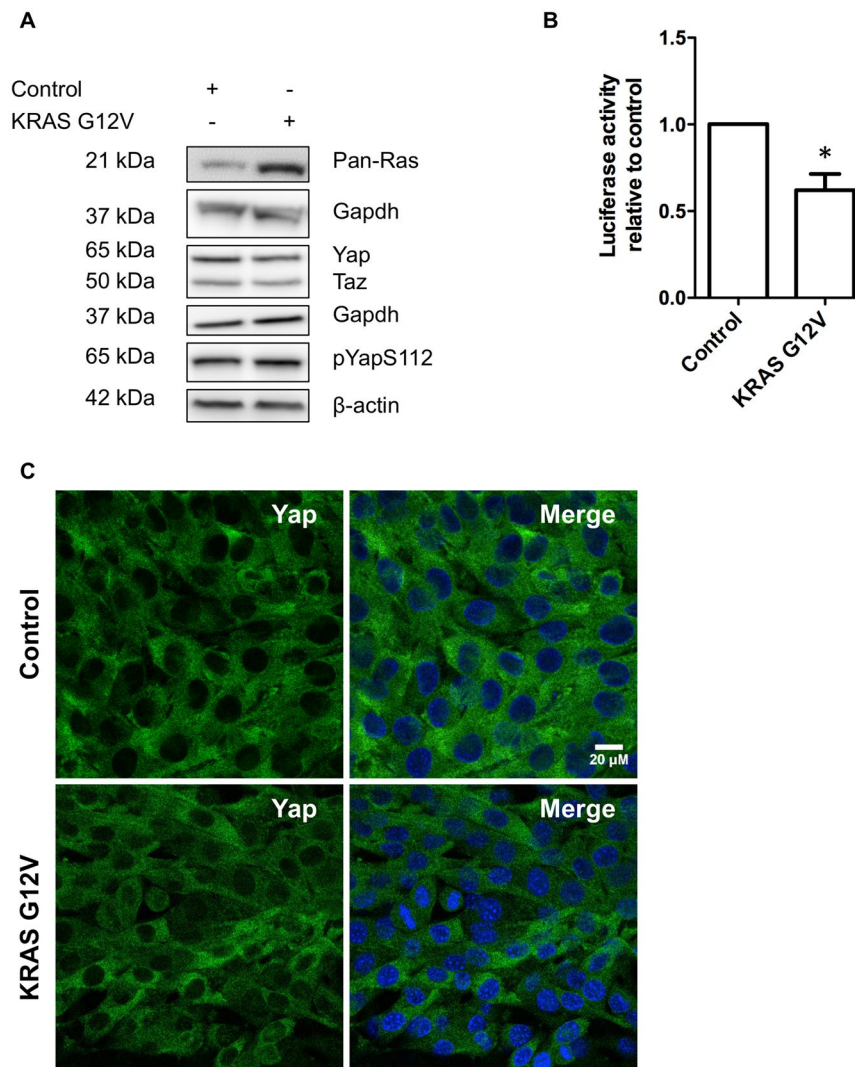 A
Control + -
KRAS G12V - +
21 kDa Pan-Ras
37 kDa Gapdh
65 kDa Yap
50 kDa Taz
37 kDa Gapdh
65 kDa pYapS112
42 kDa β-actin
B
Luciferase activity
relative to control
1.5
1.0
0.5
0.0
*
Control
KRAS G12V
C
Control
Yap
Merge
20 µM
KRAS G12V
Yap
Merge